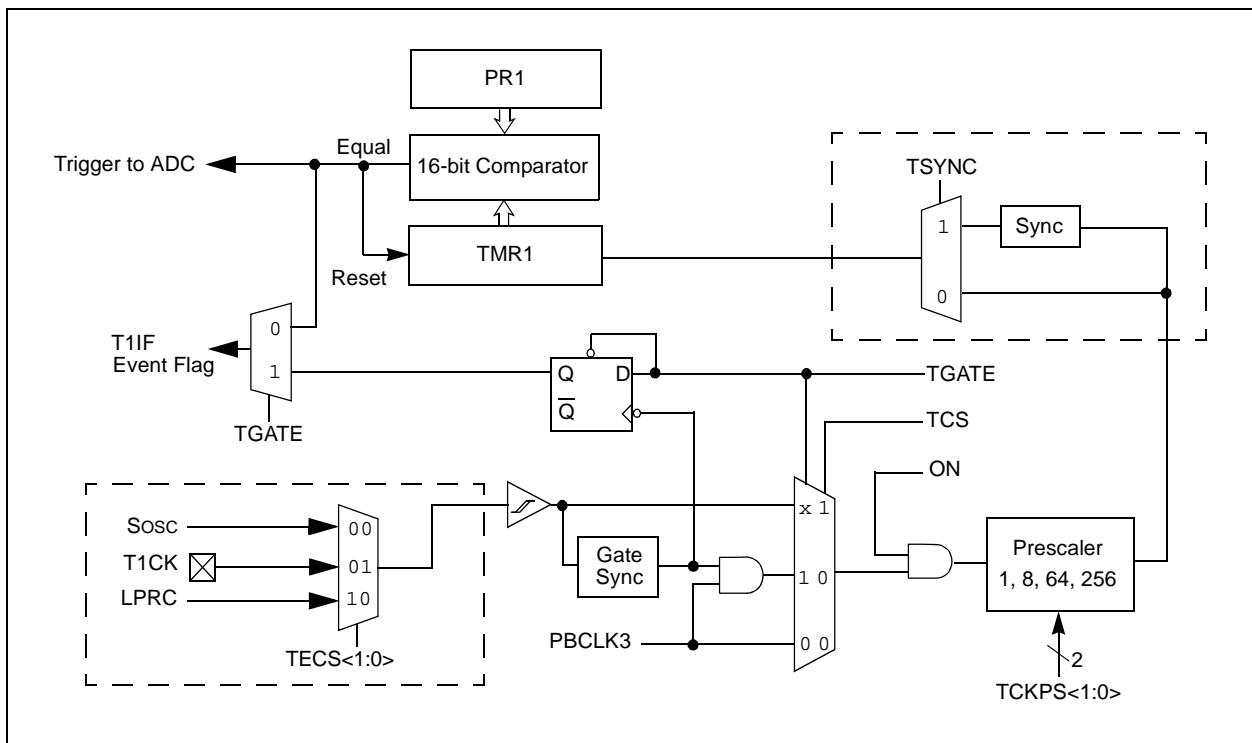 PR1
Equal
Trigger to ADC
16-bit Comparator
TSYNC
1
Sync
TMR1
Reset
0
0
T1IF
Event Flag
1
Q
D
TGATE
Q
TCS
TGATE
ON
SOSC
00
x 1
T1CK
01
Gate
Sync
1 0
Prescaler
1, 8, 64, 256
LPRC
10
PBCLK3
0 0
TECS<1:0>
2
TCKPS<1:0>